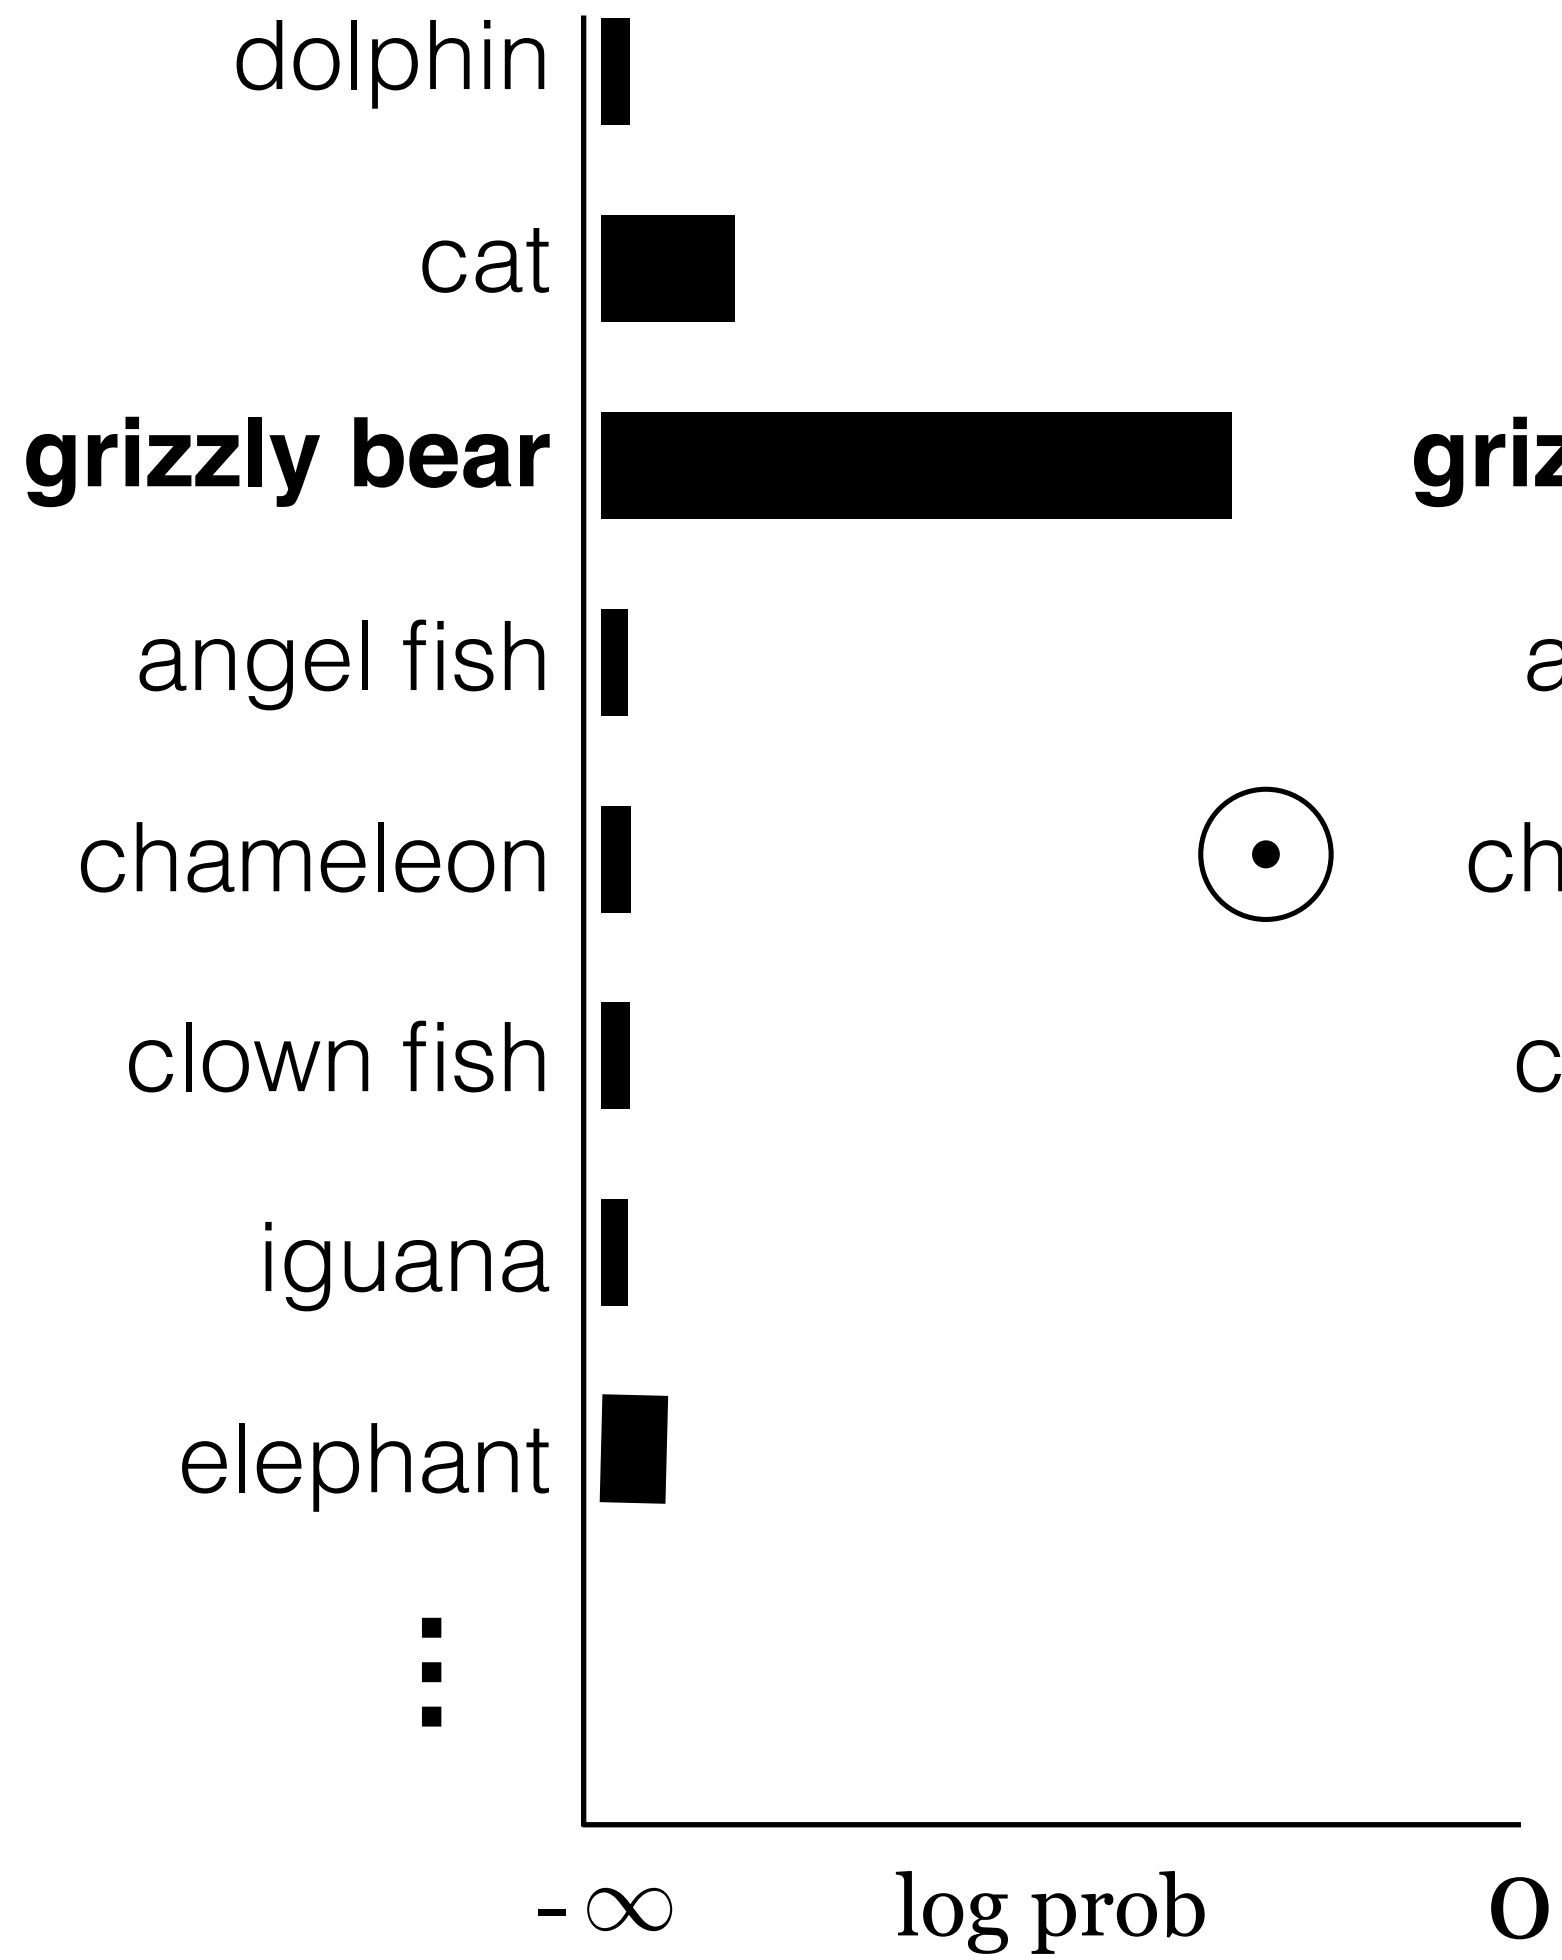 dolphin
cat
grizzly bear
angel fish
chameleon
clown fish
iguana
elephant
⋮
- ∞ log prob 0